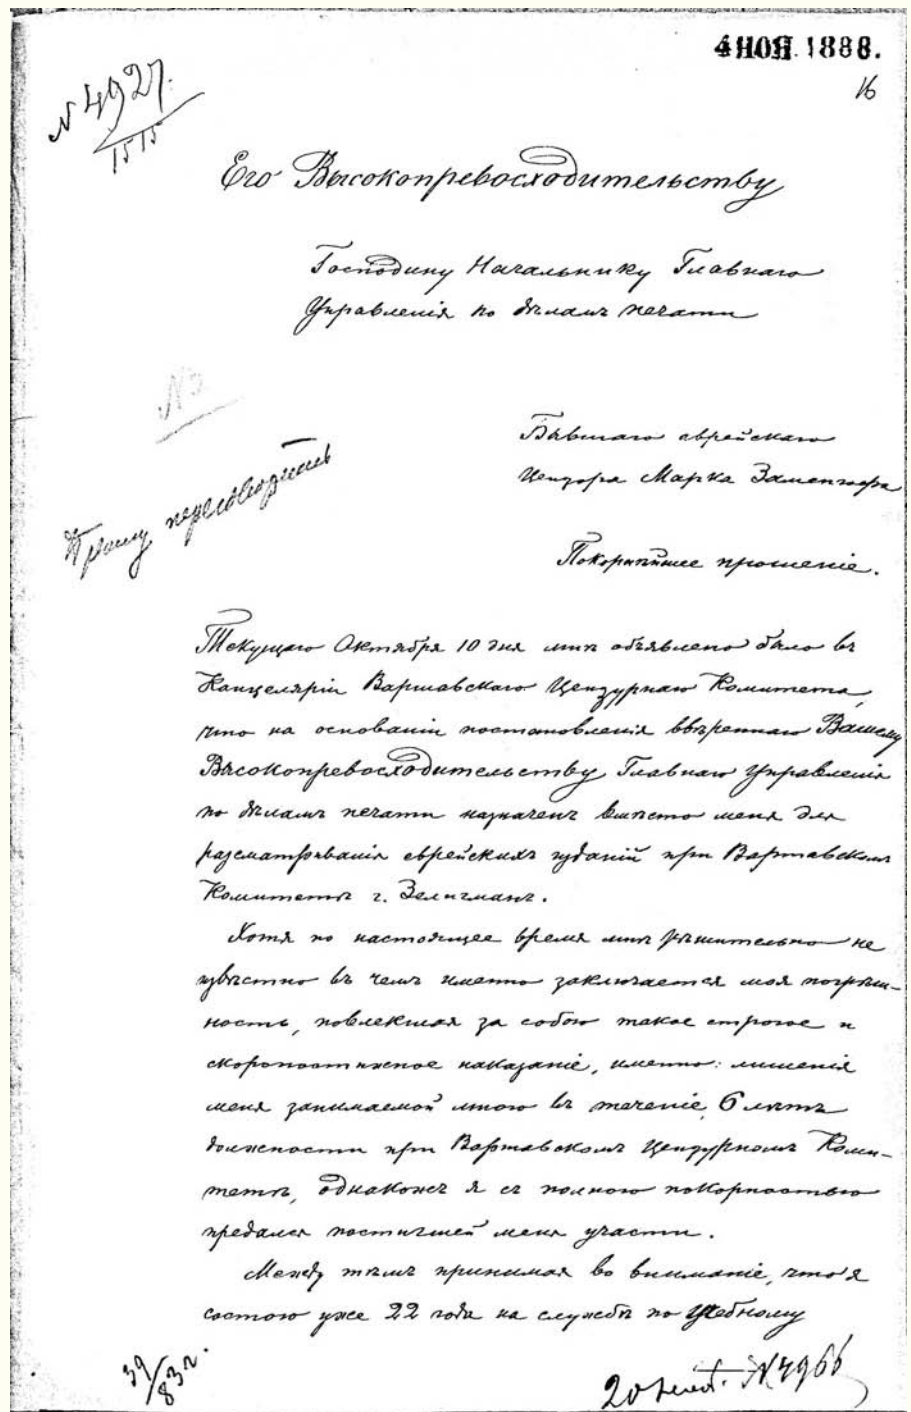 4 НОЯ. 1888.
16
№ 4927.
1515
Его Высокопревосходительству
Господину Начальнику Главнаго
Управленія по дѣламъ печати
№
Бывшаго еврейскаго
Цензора Марка Заменгофа
Прошу переговорить
Покорнѣйшее прошеніе.
Текущаго Октября 10 дня мнѣ объявлено было въ
Канцеляріи Варшавскаго Цензурнаго Комитета,
что на основаніи постановленія ввѣреннаго Вашему
Высокопревосходительству Главнаго Управленія
по дѣламъ печати назначенъ вмѣсто меня для
разсматриванія еврейскихъ изданій при Варшавскомъ
Комитетѣ г. Зелигманъ.
Хотя по настоящее время мнѣ рѣшительно не
извѣстно въ чемъ именно заключается моя погрѣш-
ность, повлекшая за собою такое строгое и
скоропостижное наказаніе, именно: лишенія
меня занимаемой мною въ теченіе 6 лѣтъ
должности при Варшавскомъ Цензурномъ Коми-
тетѣ, однакожъ я съ полною покорностью
предался постигшей меня участи.
Между тѣмъ принимая во вниманіе, что я
состою уже 22 года на службѣ по Учебному
39/83 г.
20 № 4966